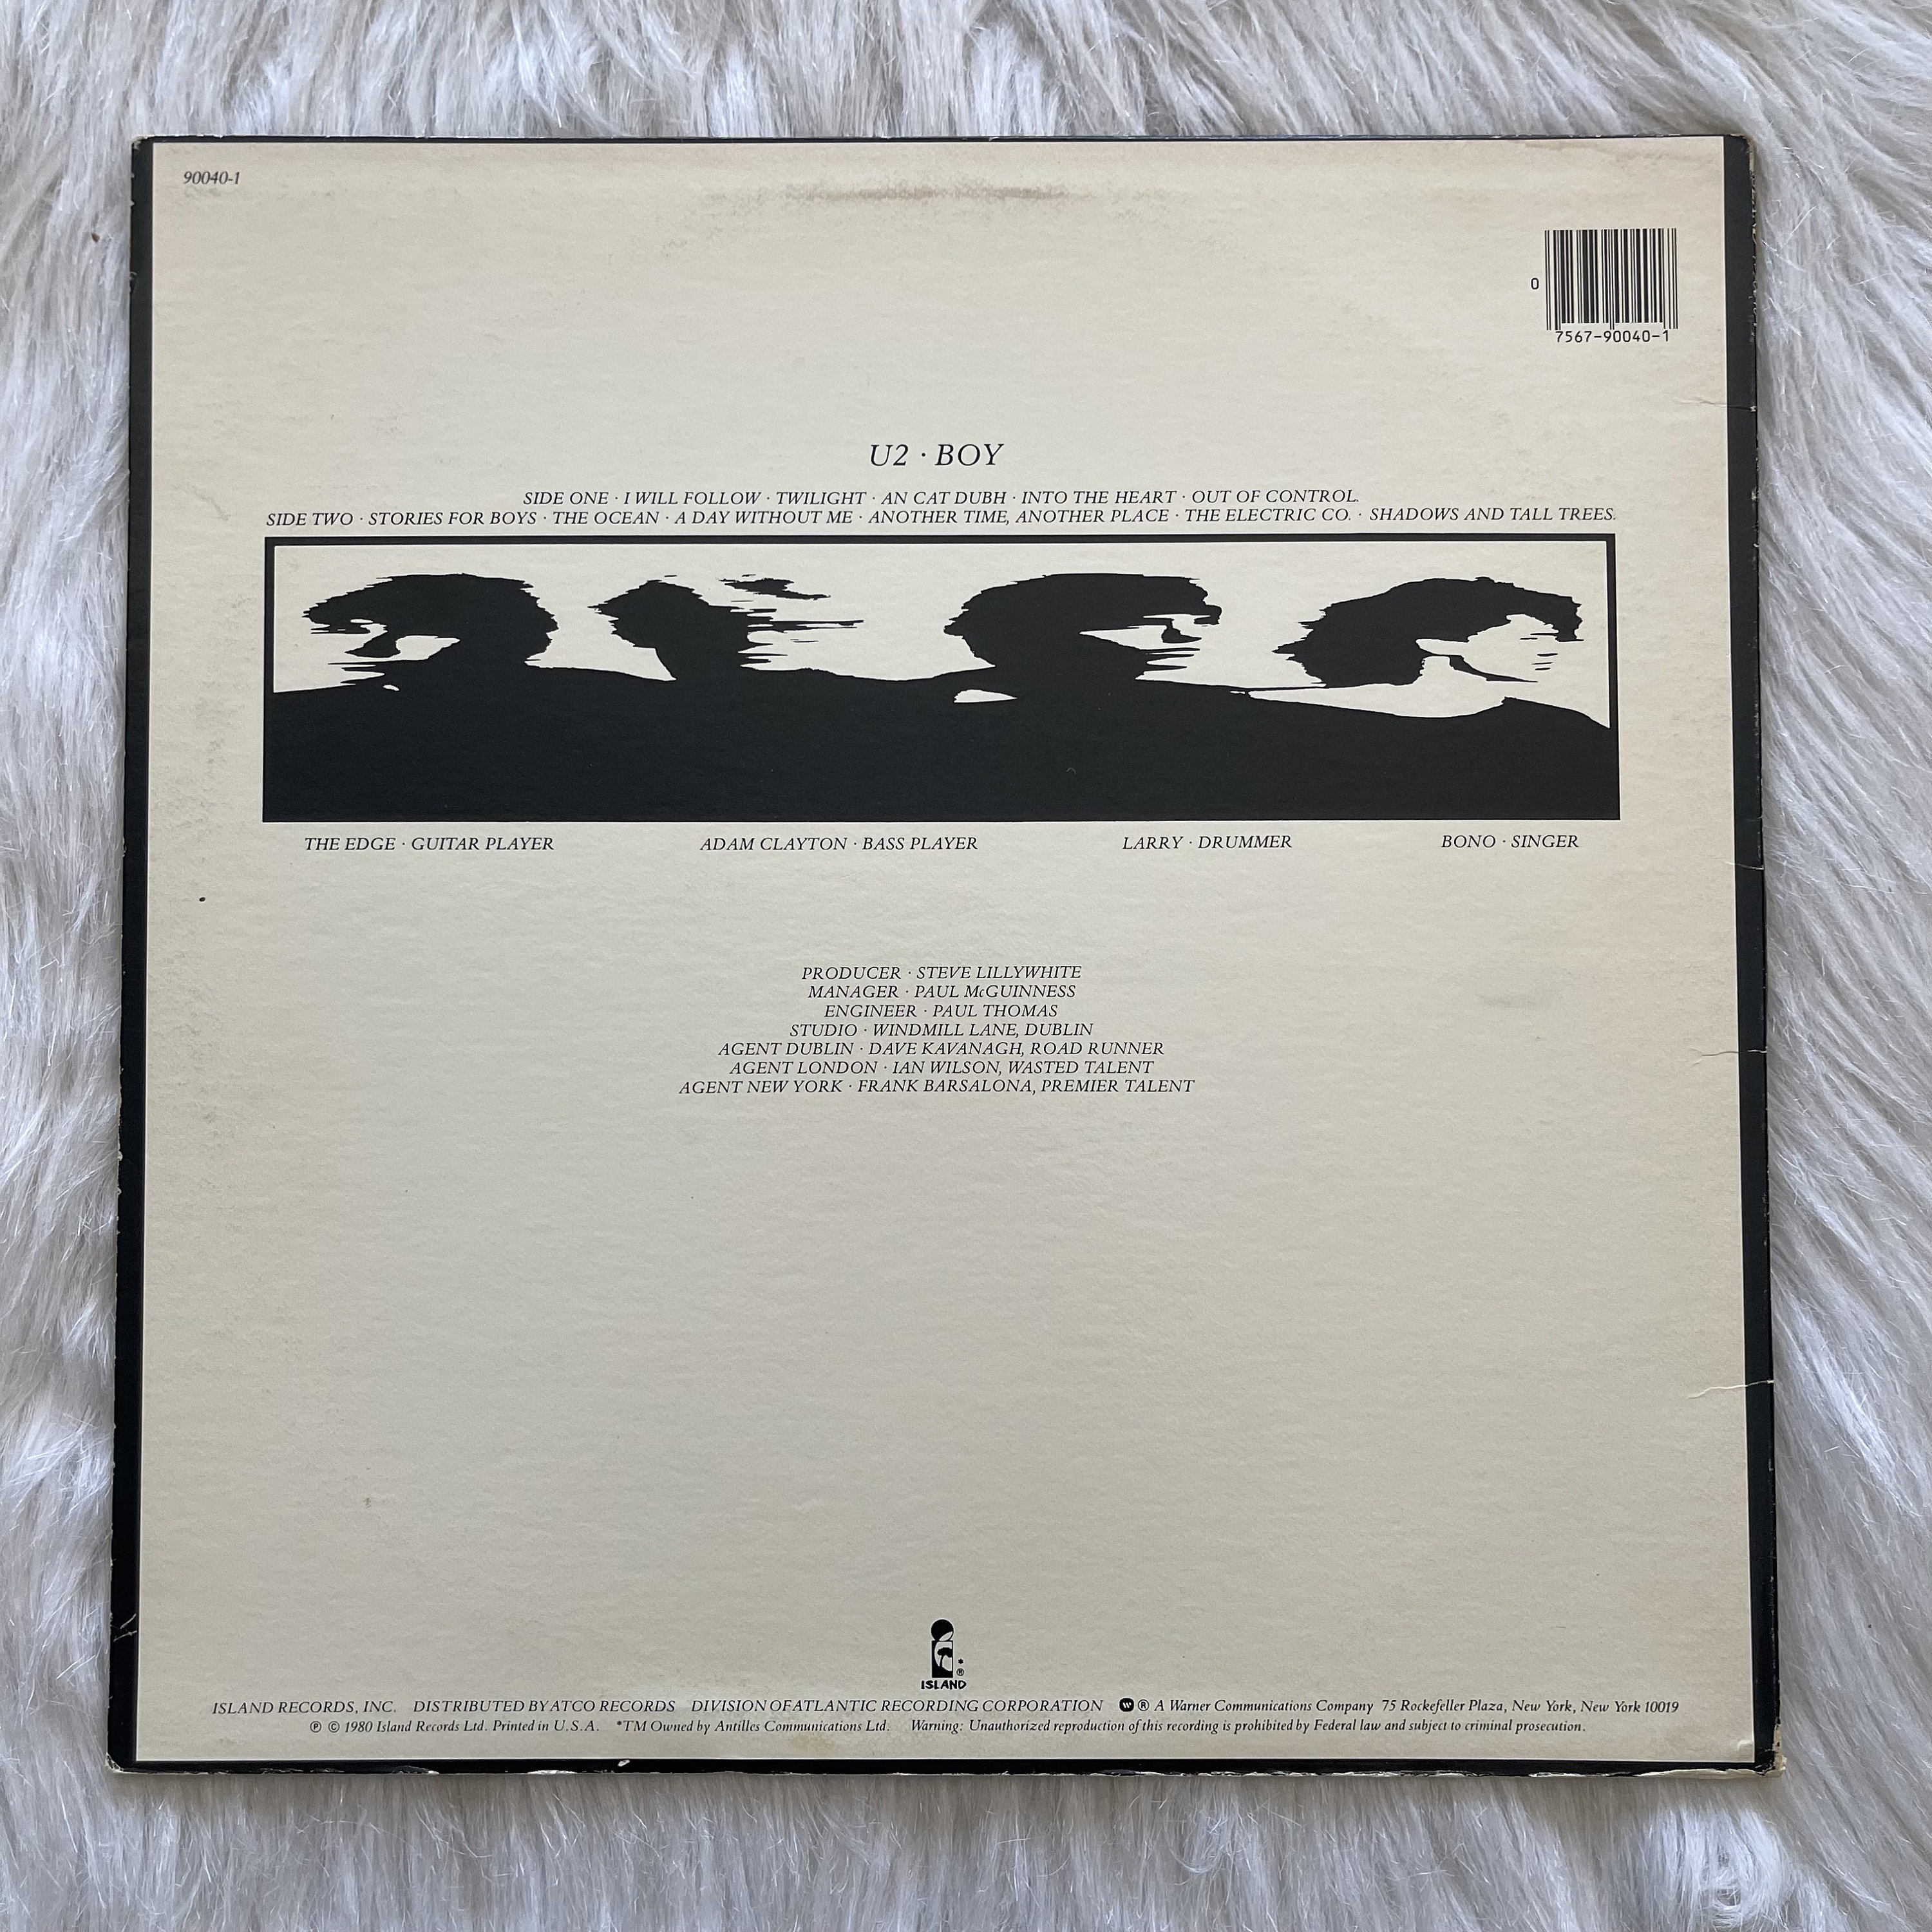 90040-1
0
7567-90040-1
U2 · BOY
SIDE ONE · I WILL FOLLOW · TWILIGHT · AN CAT DUBH · INTO THE HEART · OUT OF CONTROL.
SIDE TWO · STORIES FOR BOYS · THE OCEAN · A DAY WITHOUT ME · ANOTHER TIME, ANOTHER PLACE · THE ELECTRIC CO. · SHADOWS AND TALL TREES.
THE EDGE · GUITAR PLAYER ADAM CLAYTON · BASS PLAYER LARRY · DRUMMER BONO · SINGER
PRODUCER · STEVE LILLYWHITE
MANAGER · PAUL McGUINNESS
ENGINEER · PAUL THOMAS
STUDIO · WINDMILL LANE, DUBLIN
AGENT DUBLIN · DAVE KAVANAGH, ROAD RUNNER
AGENT LONDON · IAN WILSON, WASTED TALENT
AGENT NEW YORK · FRANK BARSALONA, PREMIER TALENT
*®
ISLAND
ISLAND RECORDS, INC. DISTRIBUTED BY ATCO RECORDS DIVISION OF ATLANTIC RECORDING CORPORATION ® A Warner Communications Company 75 Rockefeller Plaza, New York, New York 10019
℗ © 1980 Island Records Ltd. Printed in U.S.A. *TM Owned by Antilles Communications Ltd. Warning: Unauthorized reproduction of this recording is prohibited by Federal law and subject to criminal prosecution.